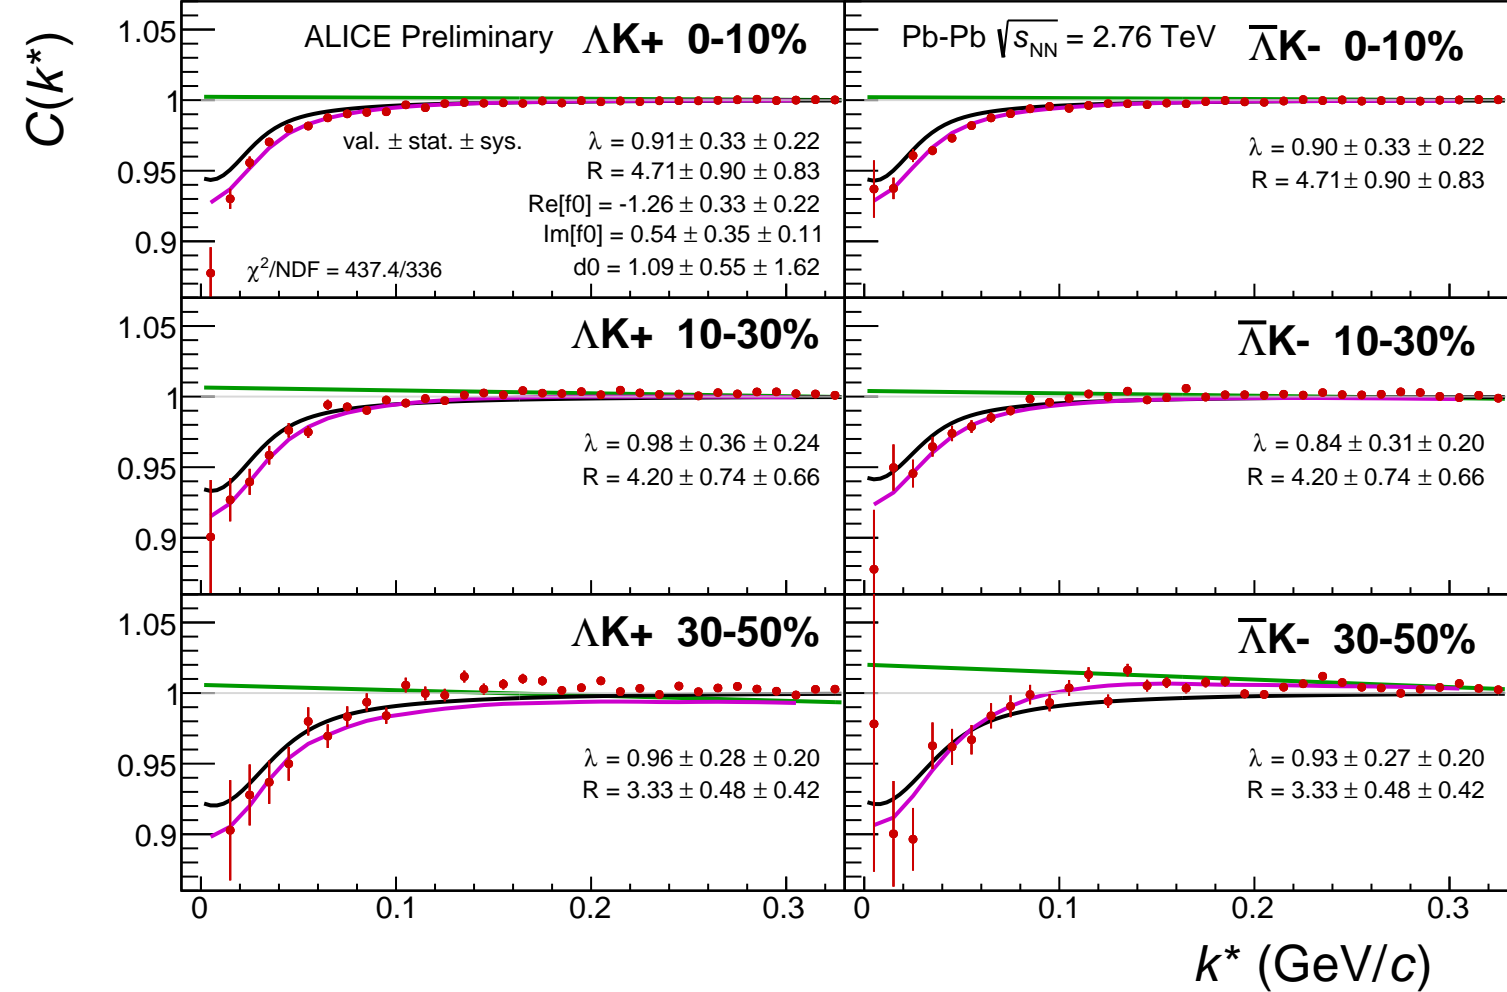 C(k*)
ALICE Preliminary ΛK+ 0-10%
1.05
1
0.95
0.9
val. ± stat. ± sys.
λ = 0.91± 0.33 ± 0.22
R = 4.71± 0.90 ± 0.83
Re[f0] = -1.26 ± 0.33 ± 0.22
Im[f0] = 0.54 ± 0.35 ± 0.11
d0 = 1.09 ± 0.55 ± 1.62
χ²/NDF = 437.4/336
Pb-Pb √s_NN = 2.76 TeV Λ̅K- 0-10%
λ = 0.90 ± 0.33 ± 0.22
R = 4.71± 0.90 ± 0.83
1.05
1
0.95
0.9
ΛK+ 10-30%
λ = 0.98 ± 0.36 ± 0.24
R = 4.20 ± 0.74 ± 0.66
Λ̅K- 10-30%
λ = 0.84 ± 0.31 ± 0.20
R = 4.20 ± 0.74 ± 0.66
1.05
1
0.95
0.9
ΛK+ 30-50%
λ = 0.96 ± 0.28 ± 0.20
R = 3.33 ± 0.48 ± 0.42
Λ̅K- 30-50%
λ = 0.93 ± 0.27 ± 0.20
R = 3.33 ± 0.48 ± 0.42
0 0.1 0.2 0.3
0 0.1 0.2 0.3
k* (GeV/c)